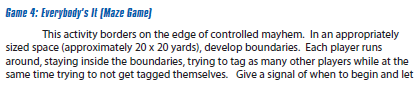 Game 4: Everybody's It (Maze Game)
This activity borders on the edge of controlled mayhem. In an appropriately
sized space (approximately 20 x 20 yards), develop boundaries. Each player runs
around, staying inside the boundaries, trying to tag as many other players while at the
same time trying to not get tagged themselves. Give a signal of when to begin and let